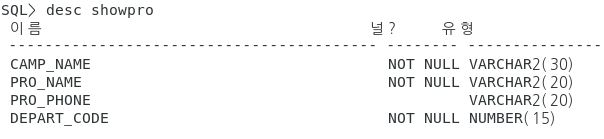 SQL> desc showpro
이름 널? 유형
----------------------------------------- -------- ---------------
CAMP_NAME NOT NULL VARCHAR2(30)
PRO_NAME NOT NULL VARCHAR2(20)
PRO_PHONE VARCHAR2(20)
DEPART_CODE NOT NULL NUMBER(15)